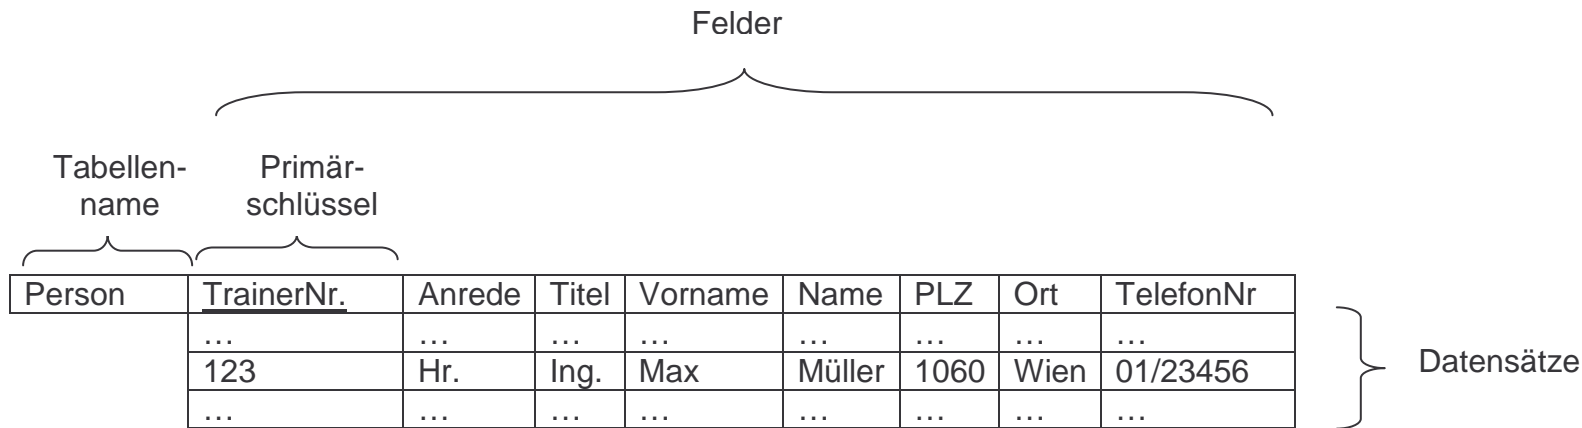 Felder
Tabellen-
name
Primär-
schlüssel
Person TrainerNr. Anrede Titel Vorname Name PLZ Ort TelefonNr
… … … … … … … …
123 Hr. Ing. Max Müller 1060 Wien 01/23456
… … … … … … … …
Datensätze